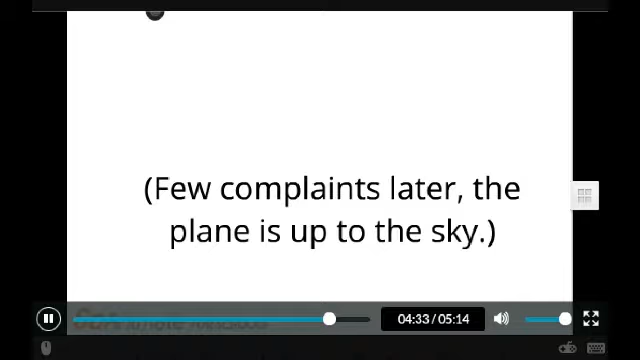 (Few complaints later, the
plane is up to the sky.)
04:33 / 05:14